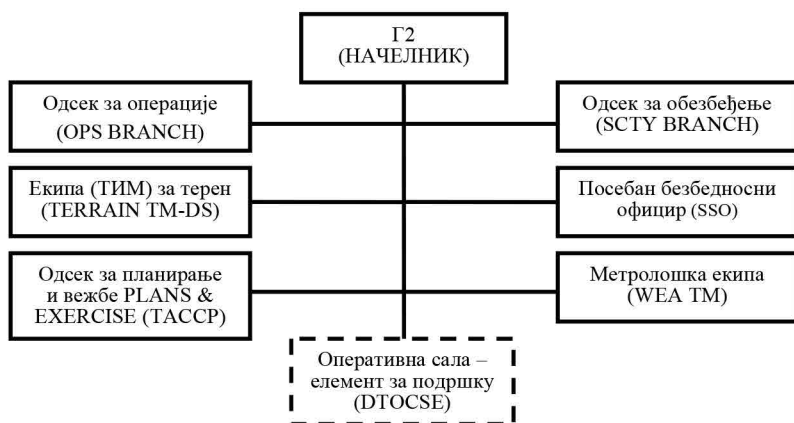 Г2
(НАЧЕЛНИК)
Одсек за операције
(OPS BRANCH)
Одсек за обезбеђење
(SCTY BRANCH)
Екипа (ТИМ) за терен
(TERRAIN TM-DS)
Посебан безбедносни
официр (SSO)
Одсек за планирање
и вежбе PLANS &
EXERCISE (TACCP)
Метролошка екипа
(WEA TM)
Оперативна сала –
елемент за подршку
(DTOCSE)